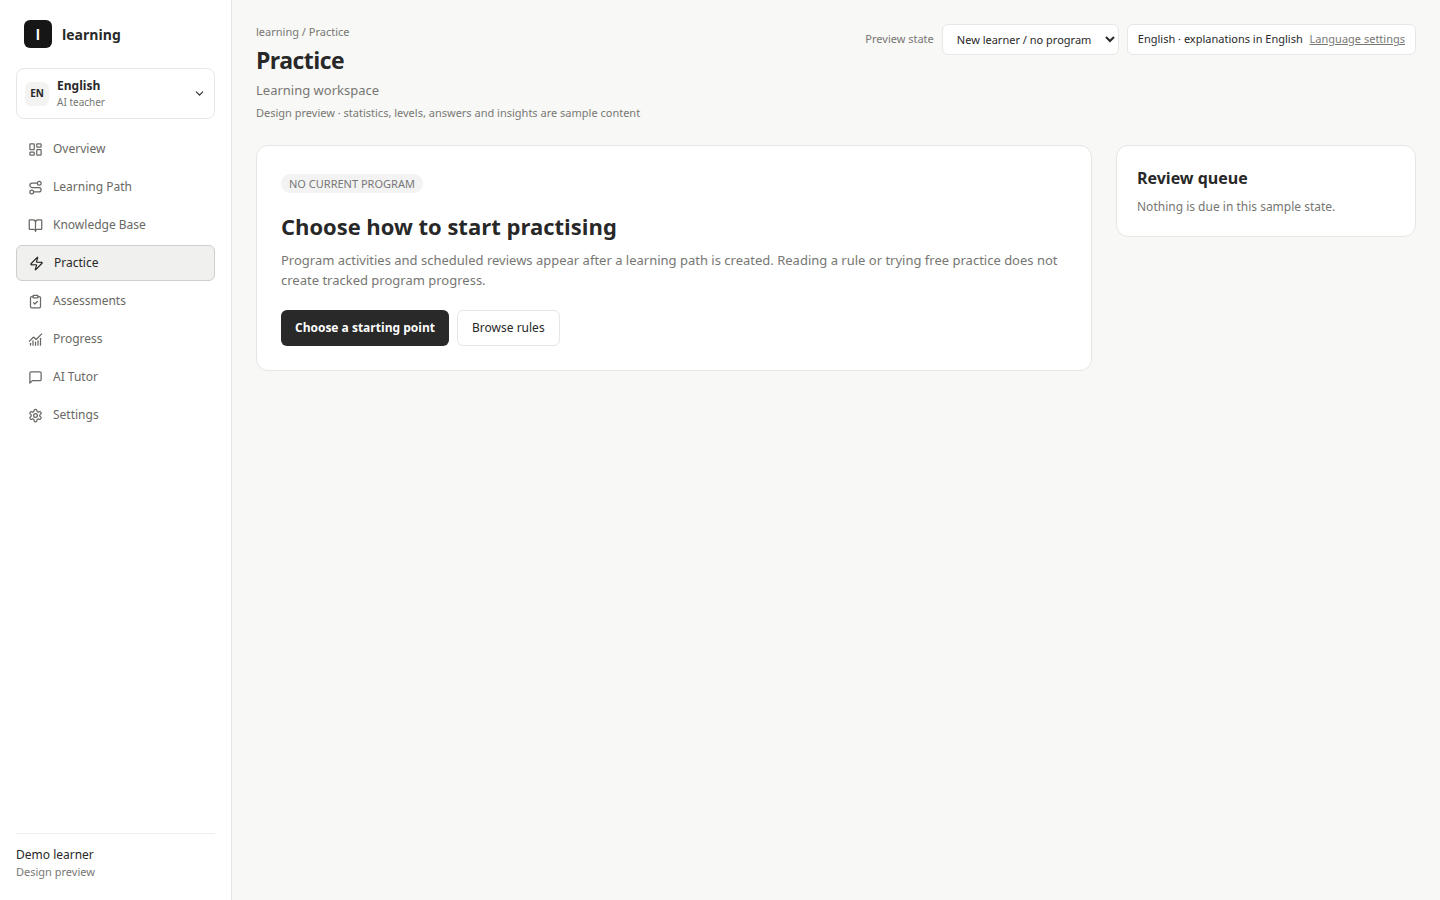 l learning
EN English
AI teacher
Overview
Learning Path
Knowledge Base
Practice
Assessments
Progress
AI Tutor
Settings
Demo learner
Design preview
learning / Practice
Practice
Learning workspace
Design preview · statistics, levels, answers and insights are sample content
Preview state New learner / no program English · explanations in English Language settings
NO CURRENT PROGRAM
Choose how to start practising
Program activities and scheduled reviews appear after a learning path is created. Reading a rule or trying free practice does not
create tracked program progress.
Choose a starting point Browse rules
Review queue
Nothing is due in this sample state.